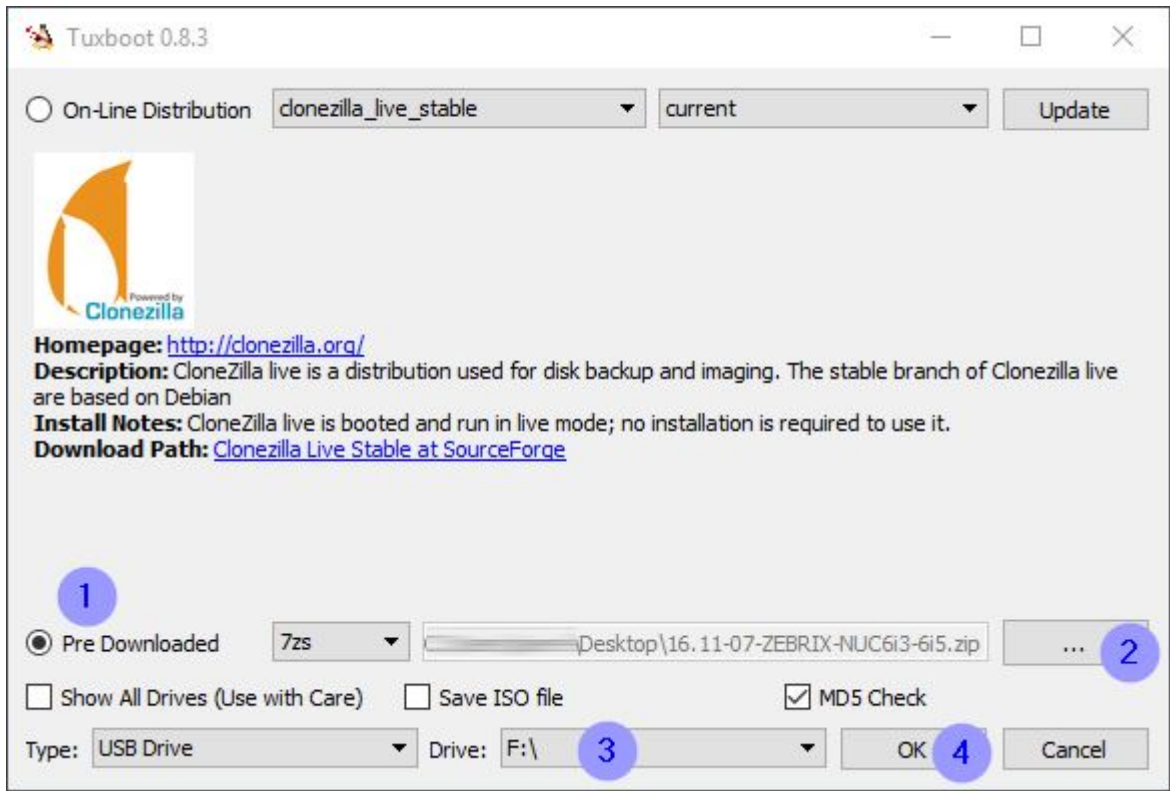 Tuxboot 0.8.3
On-Line Distribution clonezilla_live_stable current Update
Powered by
Clonezilla
Homepage: http://clonezilla.org/
Description: CloneZilla live is a distribution used for disk backup and imaging. The stable branch of Clonezilla live
are based on Debian
Install Notes: CloneZilla live is booted and run in live mode; no installation is required to use it.
Download Path: Clonezilla Live Stable at SourceForge
1
Pre Downloaded 7zs \Desktop\16.11-07-ZEBRIX-NUC6i3-6i5.zip ... 2
Show All Drives (Use with Care) Save ISO file MD5 Check
Type: USB Drive Drive: F:\ 3 OK 4 Cancel